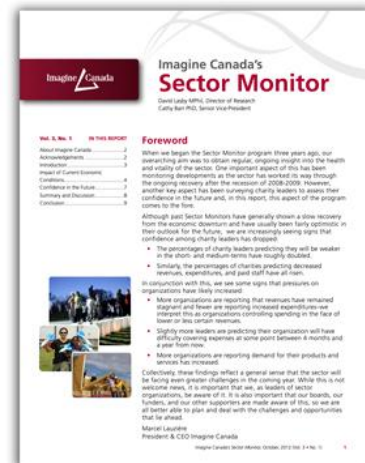 Imagine Canada
Imagine Canada's
Sector Monitor
David Lasby MPhil, Director of Research
Cathy Barr PhD, Senior Vice-President
Vol. 3, No. 1 IN THIS REPORT
About Imagine Canada 2
Acknowledgements 2
Introduction 3
Impact of Current Economic
Conditions 4
Confidence in the Future 7
Summary and Discussion 8
Conclusion 9
Foreword
When we began the Sector Monitor program three years ago, our
overarching aim was to obtain regular, ongoing insight into the health
and vitality of the sector. One important aspect of this has been
monitoring developments as the sector has worked its way through
the ongoing recovery after the recession of 2008-2009. However,
another key aspect has been surveying charity leaders to assess their
confidence in the future and, in this report, this aspect of the program
comes to the fore.
Although past Sector Monitors have generally shown a slow recovery
from the economic downturn and have usually been fairly optimistic in
their outlook for the future, we are increasingly seeing signs that
confidence among charity leaders has dropped:
• The percentages of charity leaders predicting they will be weaker
in the short- and medium-terms have roughly doubled.
• Similarly, the percentages of charities predicting decreased
revenues, expenditures, and paid staff have all risen.
In conjunction with this, we see some signs that pressures on
organizations have likely increased:
• More organizations are reporting that revenues have remained
stagnant and fewer are reporting increased expenditures–we
interpret this as organizations controlling spending in the face of
lower or less certain revenues.
• Slightly more leaders are predicting their organization will have
difficulty covering expenses at some point between 4 months and
a year from now.
• More organizations are reporting demand for their products and
services has increased.
Collectively, these findings reflect a general sense that the sector will
be facing even greater challenges in the coming year. While this is not
welcome news, it is important that we, as leaders of sector
organizations, be aware of it. It is also important that our boards, our
funders, and our other supporters are made aware of this, so we are
all better able to plan and deal with the challenges and opportunities
that lie ahead.
Marcel Lauzière
President & CEO Imagine Canada
Imagine Canada's Sector Monitor, October, 2012 Vol. 3 • No. 1